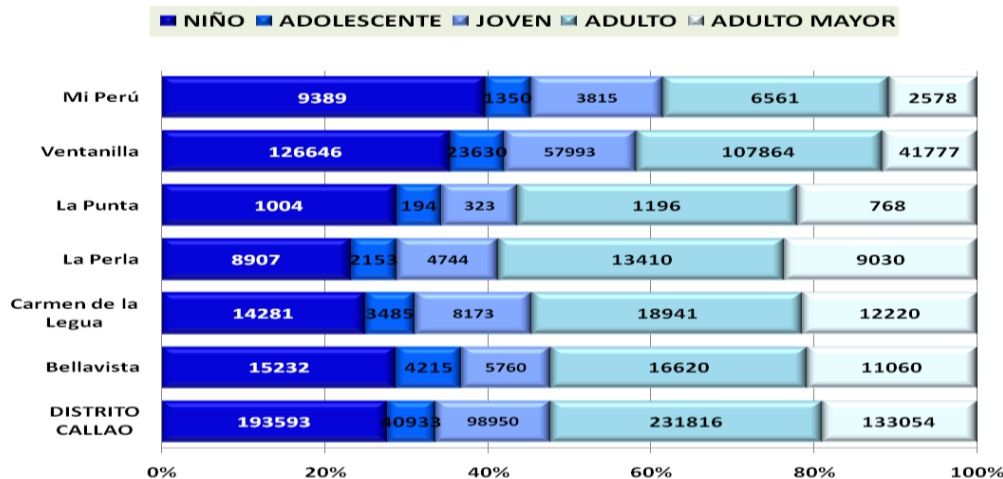 NIÑO ADOLESCENTE JOVEN ADULTO ADULTO MAYOR
Mi Perú 9389 1350 3815 6561 2578
Ventanilla 126646 23630 57993 107864 41777
La Punta 1004 194 323 1196 768
La Perla 8907 2153 4744 13410 9030
Carmen de la
Legua 14281 3485 8173 18941 12220
Bellavista 15232 4215 5760 16620 11060
DISTRITO
CALLAO 193593 40933 98950 231816 133054
0% 20% 40% 60% 80% 100%